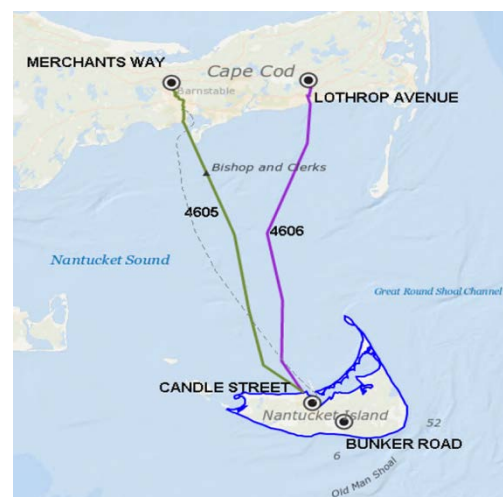 MERCHANTS WAY
Cape Cod
Barnstable
LOTHROP AVENUE
Bishop and Clerks
4605
4606
Nantucket Sound
Great Round Shoal Channel
CANDLE STREET
Nantucket Island
52
BUNKER ROAD
6
Old Man Shoal